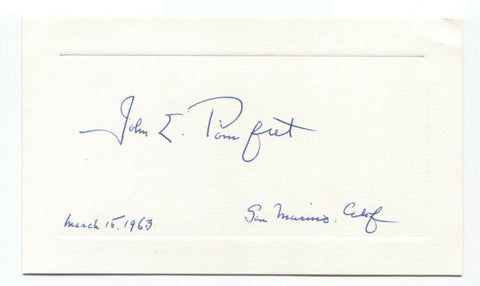 John E. Pomfret
March 15, 1963
San Marino, Calif